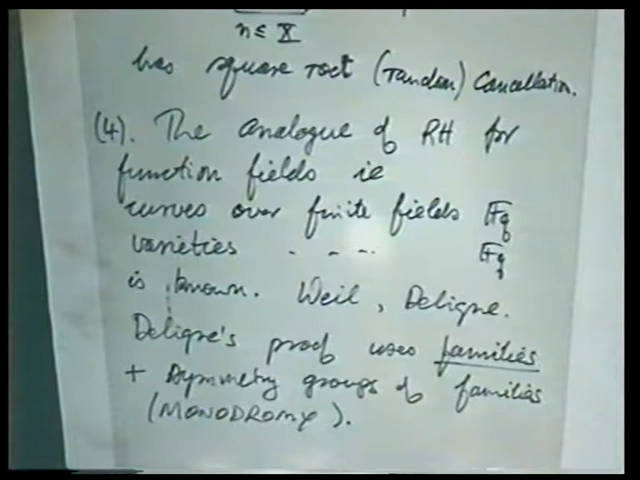 n ≤ X
has square root (random) cancellation.
(4). The analogue of RH for
function fields ie
curves over finite fields 𝔽q
varieties . - - . 𝔽q
is known. Weil, Deligne.
Deligne's proof uses families
+ symmetry groups of families
(MONODROMY).